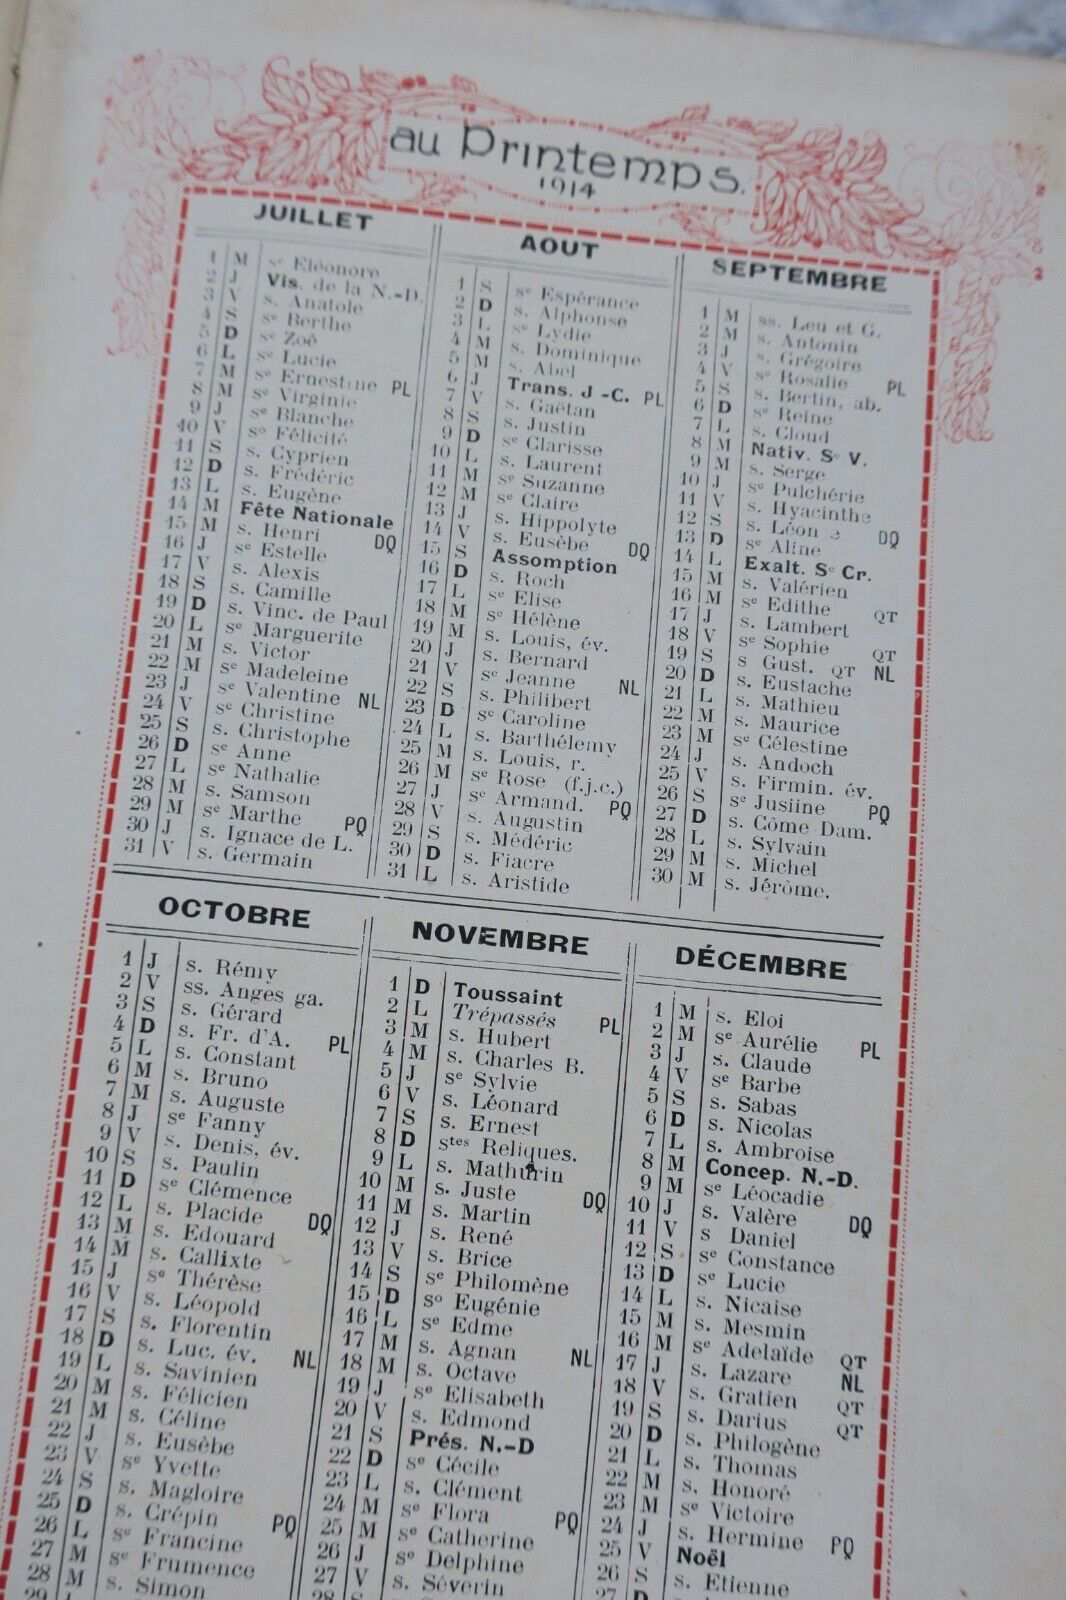 au Printemps.
1914
JUILLET
1 M se Eléonore
2 J Vis. de la N.-D.
3 V s. Anatole
4 S se Berthe
5 D se Zoé
6 L se Lucie
7 M se Ernestine PL
8 M se Virginie
9 J se Blanche
10 V se Félicité
11 S s. Cyprien
12 D s. Frédéric
13 L s. Eugène
14 M Fête Nationale
15 M s. Henri DQ
16 J se Estelle
17 V s. Alexis
18 S s. Camille
19 D s. Vinc. de Paul
20 L se Marguerite
21 M s. Victor
22 M se Madeleine
23 J se Valentine NL
24 V se Christine
25 S s. Christophe
26 D se Anne
27 L se Nathalie
28 M s. Samson
29 M se Marthe
30 J s. Ignace de L. PQ
31 V s. Germain
AOUT
1 S se Espérance
2 D s. Alphonse
3 L se Lydie
4 M s. Dominique
5 M s. Abel
6 J Trans. J-C. PL
7 V s. Gaëtan
8 S s. Justin
9 D se Clarisse
10 L s. Laurent
11 M se Suzanne
12 M se Claire
13 J s. Hippolyte
14 V s. Eusèbe DQ
15 S Assomption
16 D s. Roch
17 L se Elise
18 M se Hélène
19 M s. Louis, év.
20 J s. Bernard
21 V se Jeanne NL
22 S s. Philibert
23 D se Caroline
24 L s. Barthélemy
25 M s. Louis, r.
26 M se Rose (f.j.c.)
27 J se Armand. PQ
28 V s. Augustin
29 S s. Médéric
30 D s. Fiacre
31 L s. Aristide
SEPTEMBRE
1 M ss. Leu et G.
2 M s. Antonin
3 J s. Grégoire
4 V se Rosalie PL
5 S s. Bertin, ab.
6 D se Reine
7 L s. Cloud
8 M Nativ. Se V.
9 M s. Serge
10 J se Pulchérie
11 V s. Hyacinthe
12 S s. Léon e DQ
13 D se Aline
14 L Exalt. Se Cr.
15 M s. Valérien
16 M se Edithe QT
17 J s. Lambert
18 V se Sophie QT
19 S s Gust. QT NL
20 D s. Eustache
21 L s. Mathieu
22 M s. Maurice
23 M se Célestine
24 J s. Andoch
25 V s. Firmin. év.
26 S se Jusiine PQ
27 D s. Côme Dam.
28 L s. Sylvain
29 M s. Michel
30 M s. Jérôme.
OCTOBRE
1 J s. Rémy
2 V ss. Anges ga.
3 S s. Gérard
4 D s. Fr. d'A. PL
5 L s. Constant
6 M s. Bruno
7 M s. Auguste
8 J se Fanny
9 V s. Denis, év.
10 S s. Paulin
11 D se Clémence
12 L s. Placide DQ
13 M s. Edouard
14 M s. Callixte
15 J se Thérèse
16 V s. Léopold
17 S s. Florentin
18 D s. Luc. év.
19 L s. Savinien NL
20 M s. Félicien
21 M s. Céline
22 J s. Eusèbe
23 V se Yvette
24 S s. Magloire
25 D s. Crépin PQ
26 L se Francine
27 M se Frumence
28 M s. Simon
29
NOVEMBRE
1 D Toussaint
2 L Trépassés PL
3 M s. Hubert
4 M s. Charles B.
5 J se Sylvie
6 V s. Léonard
7 S s. Ernest
8 D stes Reliques.
9 L s. Mathurin
10 M s. Juste DQ
11 M s. Martin
12 J s. René
13 V s. Brice
14 S se Philomène
15 D so Eugénie
16 L se Edme
17 M s. Agnan NL
18 M s. Octave
19 J se Elisabeth
20 V s. Edmond
21 S Prés. N.-D
22 D se Cécile
23 L s. Clément
24 M se Flora PQ
25 M se Catherine
26 J se Delphine
27 V s. Séverin
28 S
DÉCEMBRE
1 M s. Eloi
2 M se Aurélie PL
3 J s. Claude
4 V se Barbe
5 S s. Sabas
6 D s. Nicolas
7 L s. Ambroise
8 M Concep. N.-D.
9 M se Léocadie
10 J s. Valère DQ
11 V s Daniel
12 S se Constance
13 D se Lucie
14 L s. Nicaise
15 M s. Mesmin
16 M se Adelaïde QT
17 J s. Lazare NL
18 V s. Gratien QT
19 S s. Darius QT
20 D s. Philogène
21 L s. Thomas
22 M s. Honoré
23 M se Victoire
24 J s. Hermine PQ
25 V Noël
26 S s. Etienne
27 D